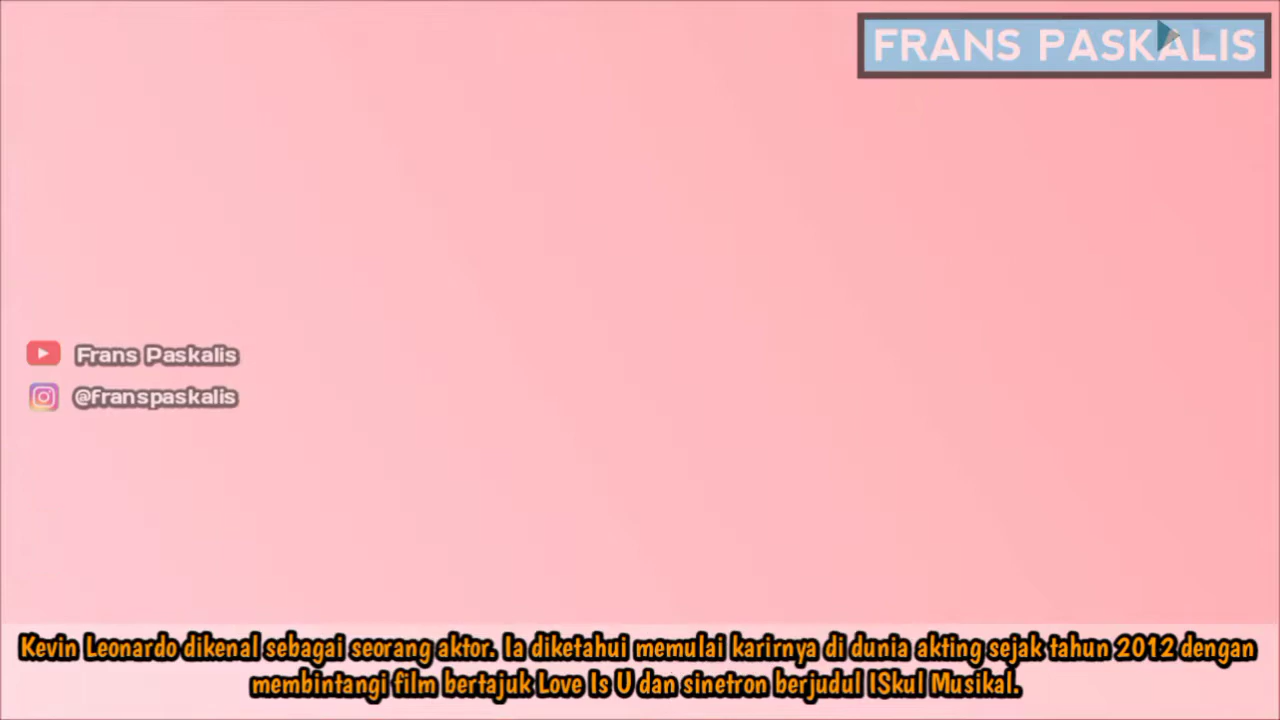 FRANS PASKALIS
Frans Paskalis
@franspaskalis
Kevin Leonardo dikenal sebagai seorang aktor. Ia diketahui memulai karirnya di dunia akting sejak tahun 2012 dengan
membintangi film bertajuk Love Is U dan sinetron berjudul ISkul Musikal.